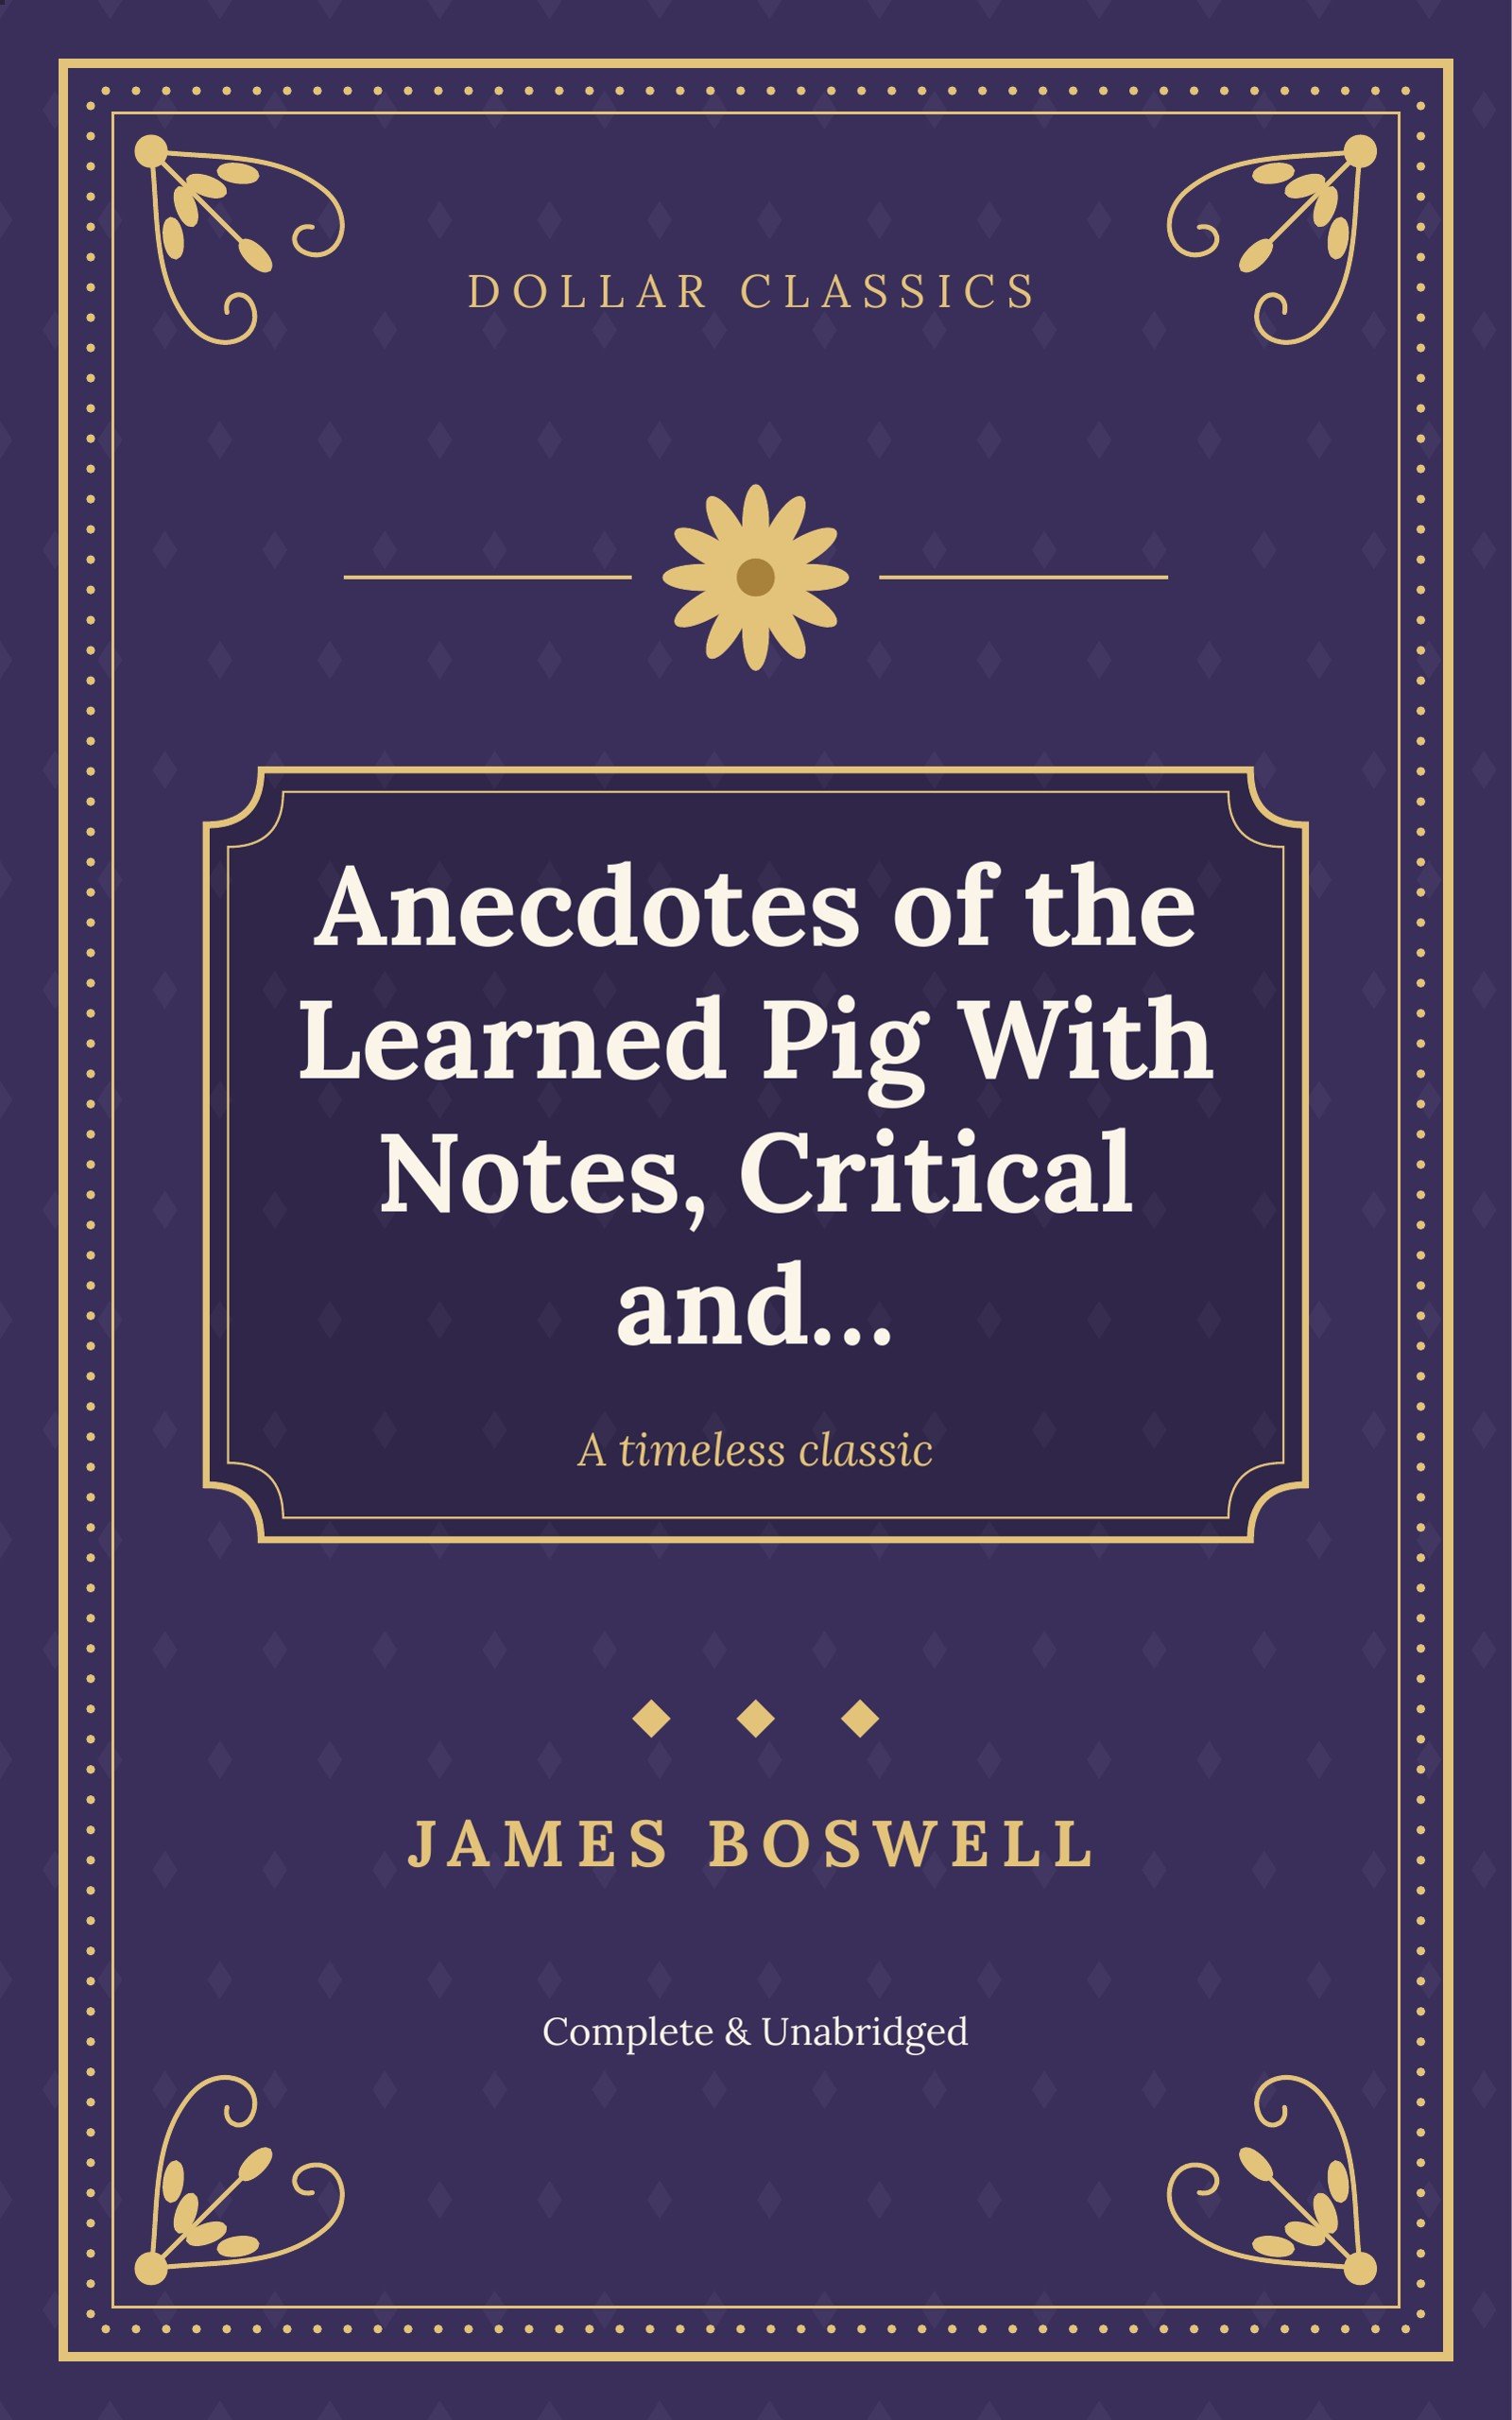 DOLLAR CLASSICS
Anecdotes of the
Learned Pig With
Notes, Critical
and...
A timeless classic
JAMES BOSWELL
Complete & Unabridged